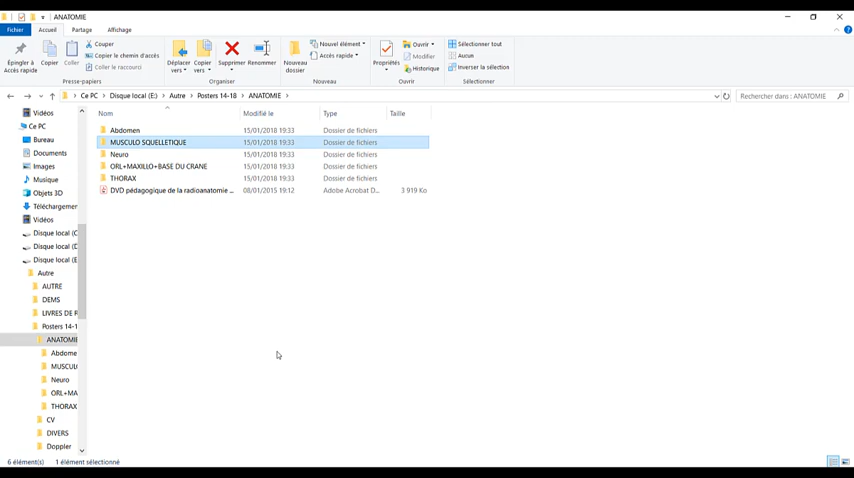 ANATOMIE
Fichier Accueil Partage Affichage
Épingler à Accès rapide
Copier
Coller
Couper
Copier le chemin d'accès
Coller le raccourci
Presse-papiers
Déplacer vers
Copier vers
Supprimer
Renommer
Organiser
Nouveau dossier
Nouvel élément
Accès rapide
Nouveau
Propriétés
Ouvrir
Modifier
Historique
Ouvrir
Sélectionner tout
Aucun
Inverser la sélection
Sélectionner
Ce PC > Disque local (E:) > Autre > Posters 14-18 > ANATOMIE >
Rechercher dans : ANATOMIE
Vidéos
Ce PC
Bureau
Documents
Images
Musique
Objets 3D
Téléchargemen
Vidéos
Disque local (C
Disque local (D
Disque local (E
Autre
AUTRE
DEMS
LIVRES DE F
Posters 14-1
ANATOMIE
Abdome
MUSCUL
Neuro
ORL+MA
THORAX
CV
DIVERS
Doppler
Nom Modifié le Type Taille
Abdomen 15/01/2018 19:33 Dossier de fichiers
MUSCULO SQUELLETIQUE 15/01/2018 19:33 Dossier de fichiers
Neuro 15/01/2018 19:33 Dossier de fichiers
ORL+MAXILLO+BASE DU CRANE 15/01/2018 19:33 Dossier de fichiers
THORAX 15/01/2018 19:33 Dossier de fichiers
DVD pédagogique de la radioanatomie ... 08/01/2015 19:12 Adobe Acrobat D... 3 919 Ko
6 élément(s) 1 élément sélectionné